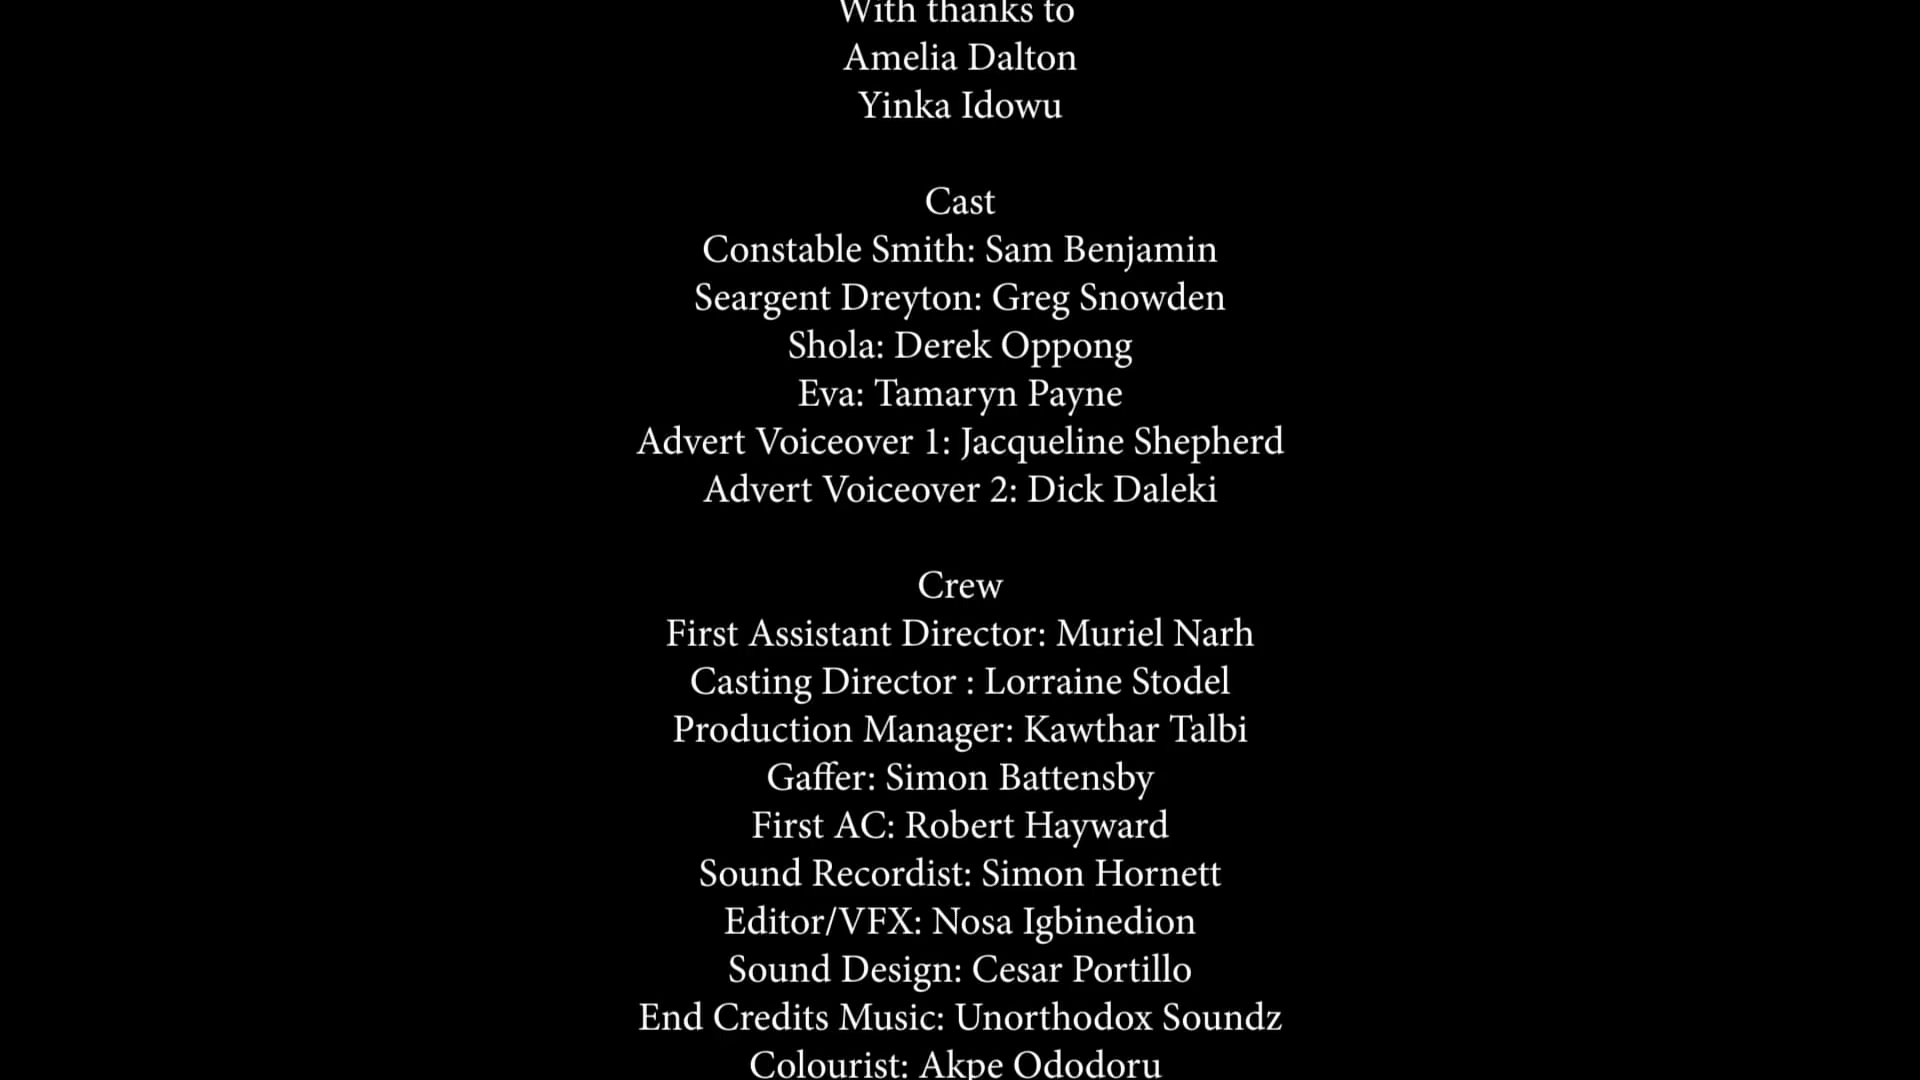 With thanks to
Amelia Dalton
Yinka Idowu
Cast
Constable Smith: Sam Benjamin
Seargent Dreyton: Greg Snowden
Shola: Derek Oppong
Eva: Tamaryn Payne
Advert Voiceover 1: Jacqueline Shepherd
Advert Voiceover 2: Dick Daleki
Crew
First Assistant Director: Muriel Narh
Casting Director : Lorraine Stodel
Production Manager: Kawthar Talbi
Gaffer: Simon Battensby
First AC: Robert Hayward
Sound Recordist: Simon Hornett
Editor/VFX: Nosa Igbinedion
Sound Design: Cesar Portillo
End Credits Music: Unorthodox Soundz
Colourist: Akpe Ododoru